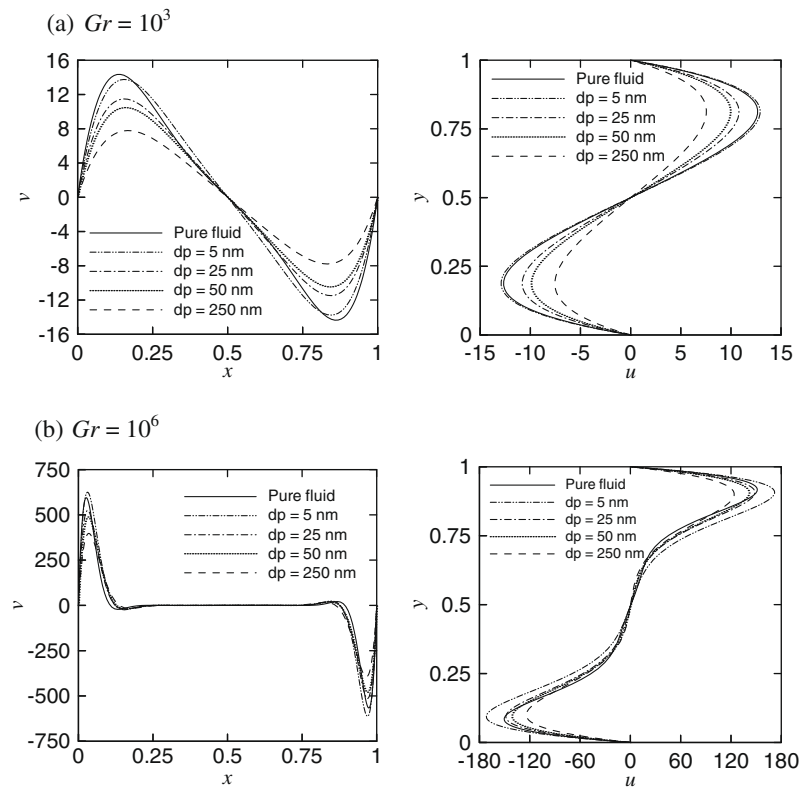 (a) Gr = 10³
16
12
8
4
0
-4
-8
-12
-16
v
Pure fluid
dp = 5 nm
dp = 25 nm
dp = 50 nm
dp = 250 nm
0 0.25 0.5 0.75 1
x
1
0.75
0.5
0.25
0
y
Pure fluid
dp = 5 nm
dp = 25 nm
dp = 50 nm
dp = 250 nm
-15 -10 -5 0 5 10 15
u
(b) Gr = 10⁶
750
500
250
0
-250
-500
-750
v
Pure fluid
dp = 5 nm
dp = 25 nm
dp = 50 nm
dp = 250 nm
0 0.25 0.5 0.75 1
x
1
0.75
0.5
0.25
0
y
Pure fluid
dp = 5 nm
dp = 25 nm
dp = 50 nm
dp = 250 nm
-180 -120 -60 0 60 120 180
u